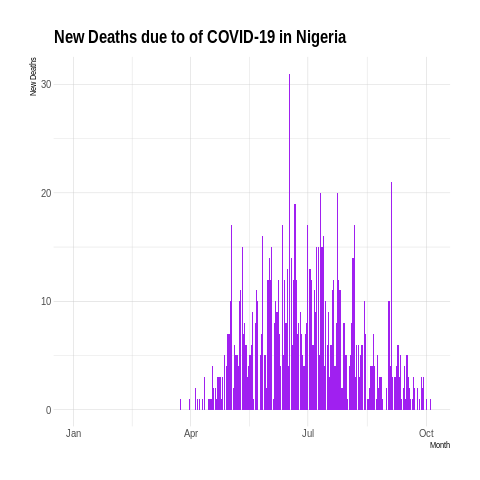 New Deaths due to of COVID-19 in Nigeria
New Deaths
30
20
10
0
Jan Apr Jul Oct
Month